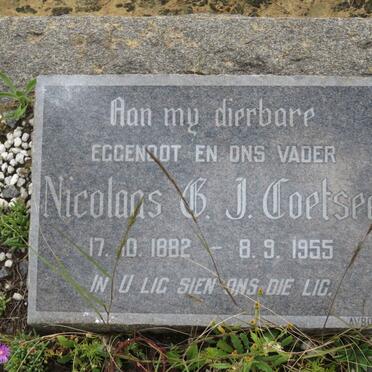 Aan my dierbare
EGGENOOT EN ONS VADER
Nicolaas G. J. Coetsee
17.10.1882 - 8.9.1955
IN U LIG SIEN ONS DIE LIG.